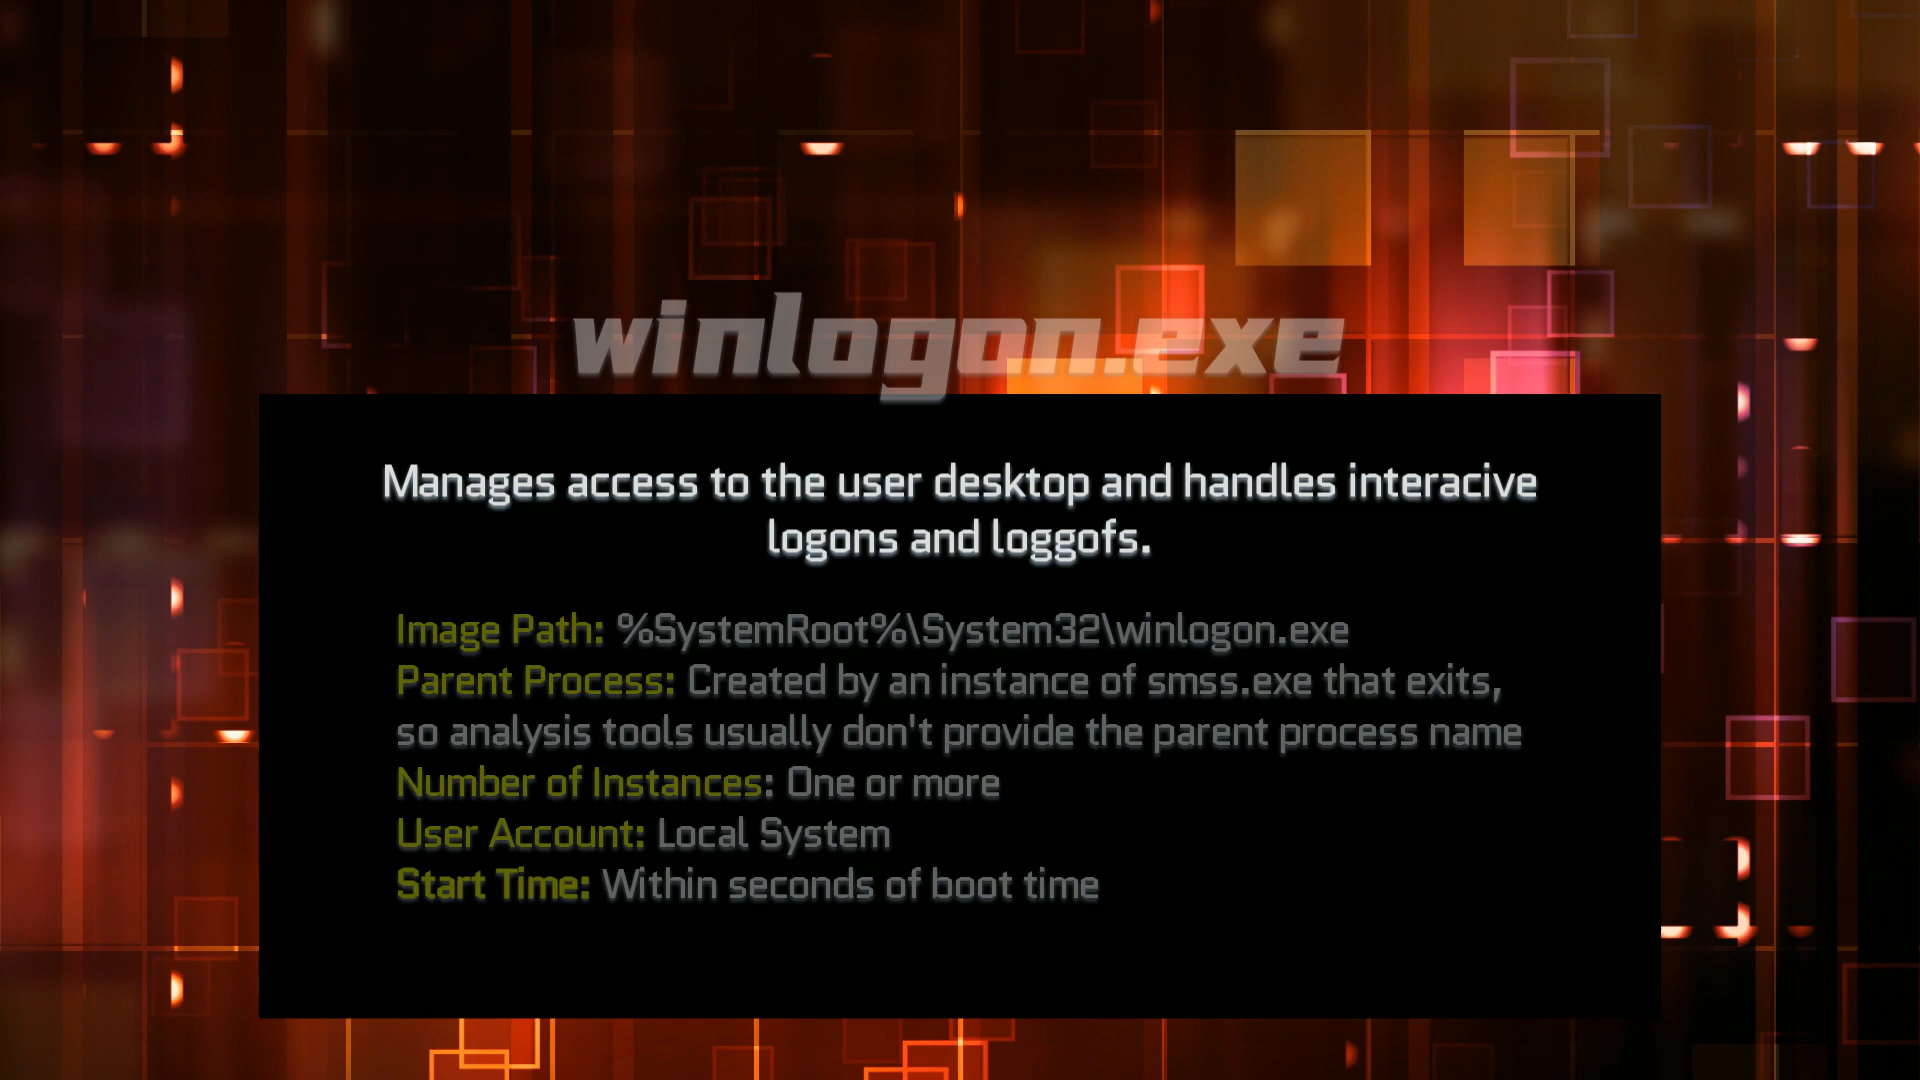 winlogon.exe
Manages access to the user desktop and handles interacive
logons and loggofs.
Image Path: %SystemRoot%\System32\winlogon.exe
Parent Process: Created by an instance of smss.exe that exits,
so analysis tools usually don't provide the parent process name
Number of Instances: One or more
User Account: Local System
Start Time: Within seconds of boot time